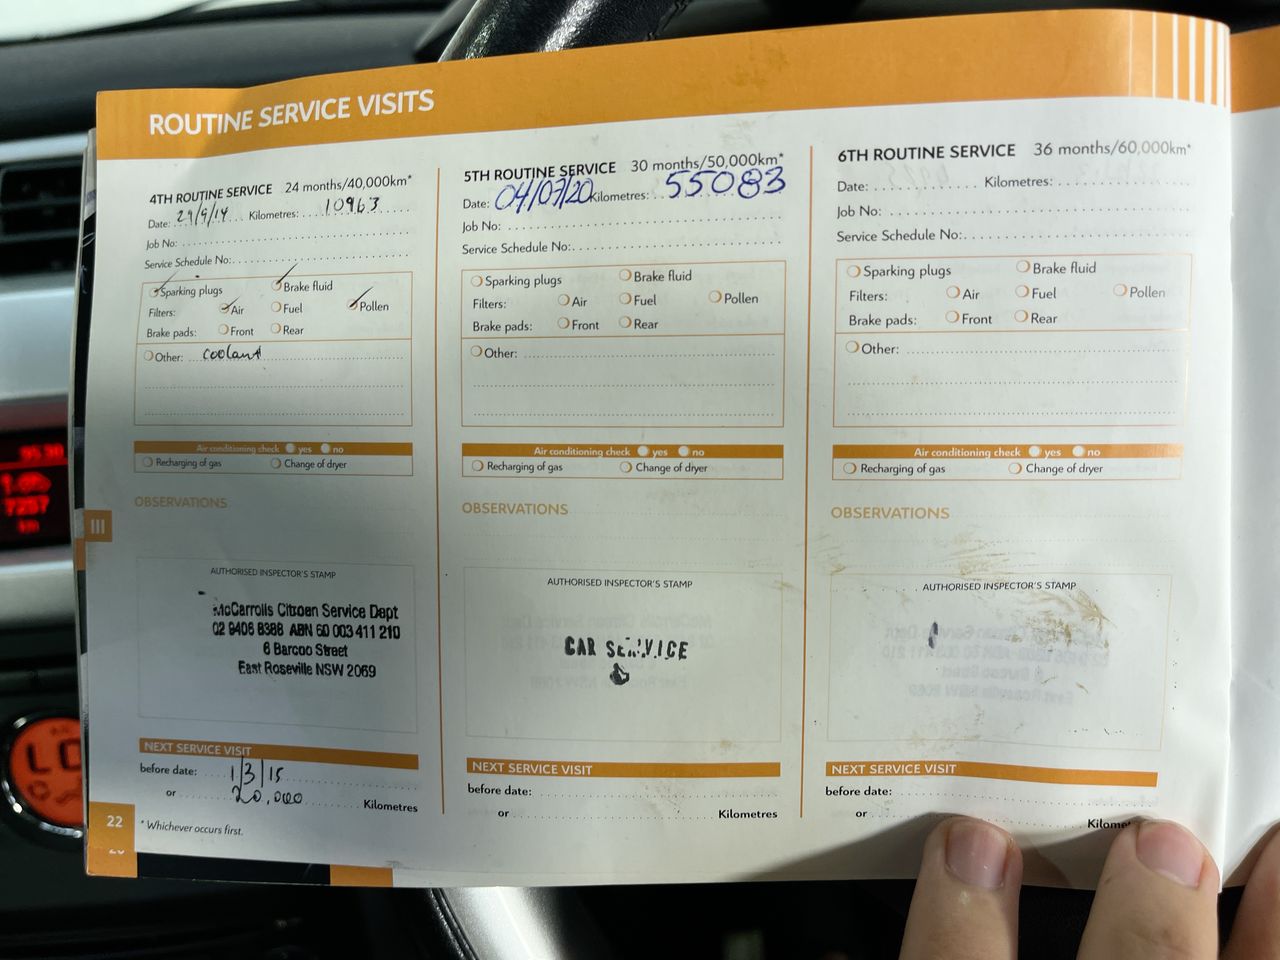 ROUTINE SERVICE VISITS
4TH ROUTINE SERVICE 24 months/40,000km*
Date: 29/9/14 Kilometres: 10963
Job No:
Service Schedule No:
Sparking plugs Brake fluid
Filters: Air Fuel Pollen
Brake pads: Front Rear
Other: coolant
Air conditioning check yes no
Recharging of gas Change of dryer
OBSERVATIONS
AUTHORISED INSPECTOR'S STAMP
McCarrolls Citroen Service Dept
02 9406 8388 ABN 60 003 411 210
6 Barcoo Street
East Roseville NSW 2069
NEXT SERVICE VISIT
before date: 1/3/15
or 20,000 Kilometres
* Whichever occurs first.
22
III
5TH ROUTINE SERVICE 30 months/50,000km*
Date: 04/07/20 Kilometres: 55083
Job No:
Service Schedule No:
Sparking plugs Brake fluid
Filters: Air Fuel Pollen
Brake pads: Front Rear
Other:
Air conditioning check yes no
Recharging of gas Change of dryer
OBSERVATIONS
AUTHORISED INSPECTOR'S STAMP
CAR SERVICE
NEXT SERVICE VISIT
before date:
or Kilometres
6TH ROUTINE SERVICE 36 months/60,000km*
Date: Kilometres:
Job No:
Service Schedule No:
Sparking plugs Brake fluid
Filters: Air Fuel Pollen
Brake pads: Front Rear
Other:
Air conditioning check yes no
Recharging of gas Change of dryer
OBSERVATIONS
AUTHORISED INSPECTOR'S STAMP
NEXT SERVICE VISIT
before date:
or
7257
km
LO